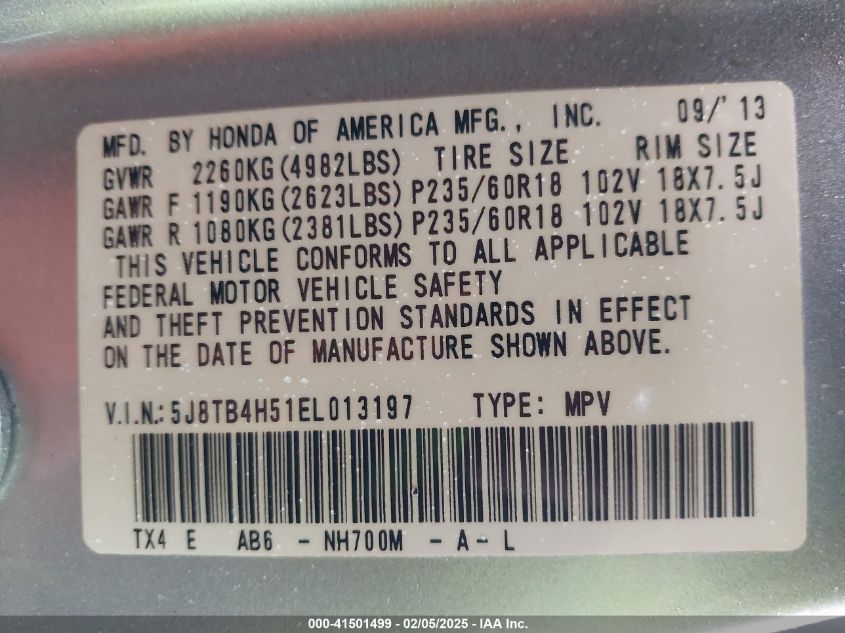 MFD. BY HONDA OF AMERICA MFG., INC. 09/'13
GVWR 2260KG(4982LBS) TIRE SIZE RIM SIZE
GAWR F 1190KG(2623LBS) P235/60R18 102V 18X7.5J
GAWR R 1080KG(2381LBS) P235/60R18 102V 18X7.5J
THIS VEHICLE CONFORMS TO ALL APPLICABLE
FEDERAL MOTOR VEHICLE SAFETY
AND THEFT PREVENTION STANDARDS IN EFFECT
ON THE DATE OF MANUFACTURE SHOWN ABOVE.
V.I.N.: 5J8TB4H51EL013197 TYPE: MPV
TX4 E AB6 - NH700M - A - L
000-41501499 - 02/05/2025 - IAA Inc.